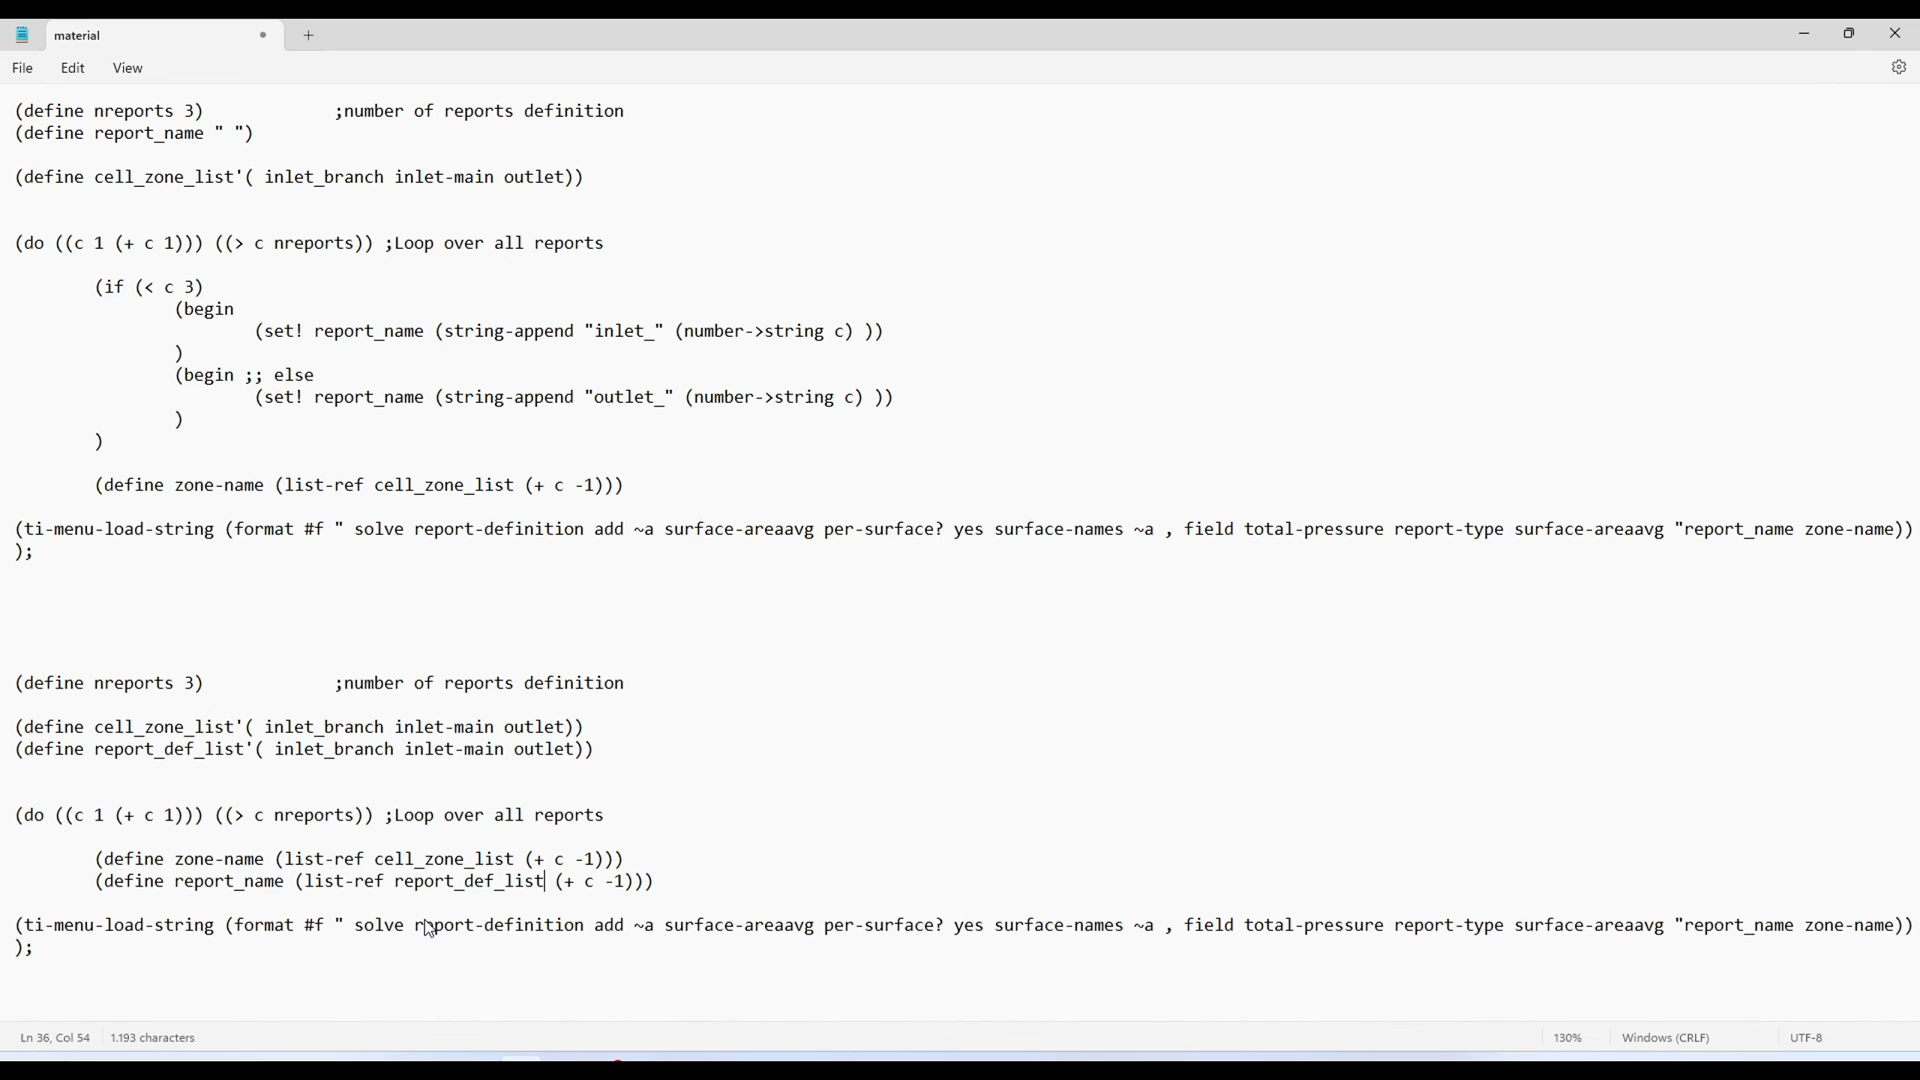 material
File Edit View
(define nreports 3) ;number of reports definition
(define report_name " ")
(define cell_zone_list'( inlet_branch inlet-main outlet))
(do ((c 1 (+ c 1))) ((> c nreports)) ;Loop over all reports
(if (< c 3)
(begin
(set! report_name (string-append "inlet_" (number->string c) ))
)
(begin ;; else
(set! report_name (string-append "outlet_" (number->string c) ))
)
)
(define zone-name (list-ref cell_zone_list (+ c -1)))
(ti-menu-load-string (format #f " solve report-definition add ~a surface-areaavg per-surface? yes surface-names ~a , field total-pressure report-type surface-areaavg "report_name zone-name))
);
(define nreports 3) ;number of reports definition
(define cell_zone_list'( inlet_branch inlet-main outlet))
(define report_def_list'( inlet_branch inlet-main outlet))
(do ((c 1 (+ c 1))) ((> c nreports)) ;Loop over all reports
(define zone-name (list-ref cell_zone_list (+ c -1)))
(define report_name (list-ref report_def_list (+ c -1)))
(ti-menu-load-string (format #f " solve report-definition add ~a surface-areaavg per-surface? yes surface-names ~a , field total-pressure report-type surface-areaavg "report_name zone-name))
);
Ln 36, Col 54 1.193 characters 130% Windows (CRLF) UTF-8